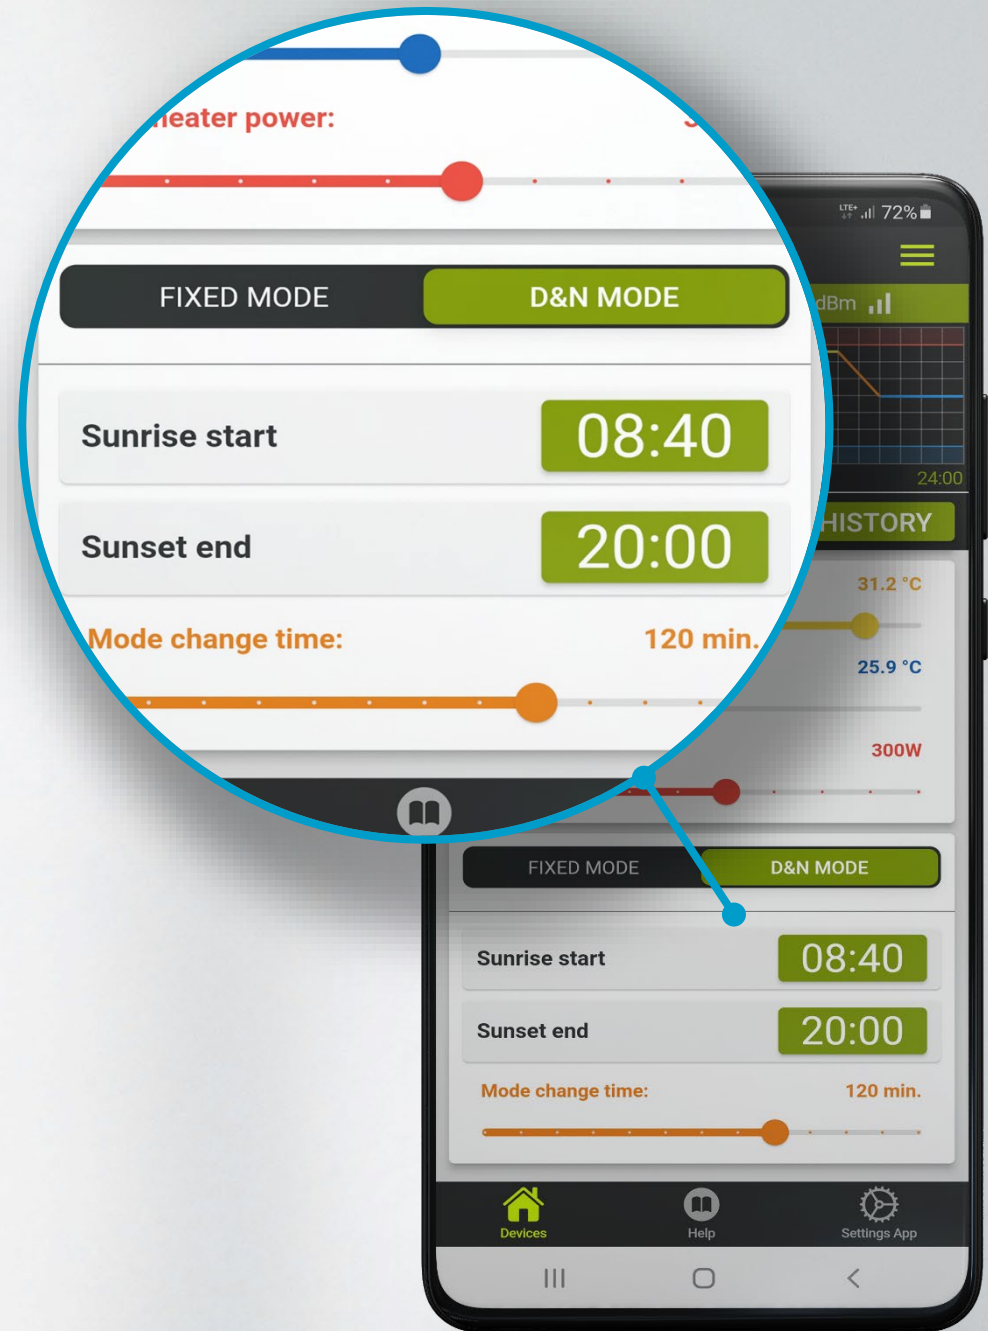 eater power:
FIXED MODE D&N MODE
Sunrise start 08:40
Sunset end 20:00
Mode change time: 120 min.
LTE+ 72%
dBm
24:00
HISTORY
31.2 °C
25.9 °C
300W
FIXED MODE D&N MODE
Sunrise start 08:40
Sunset end 20:00
Mode change time: 120 min.
Devices Help Settings App